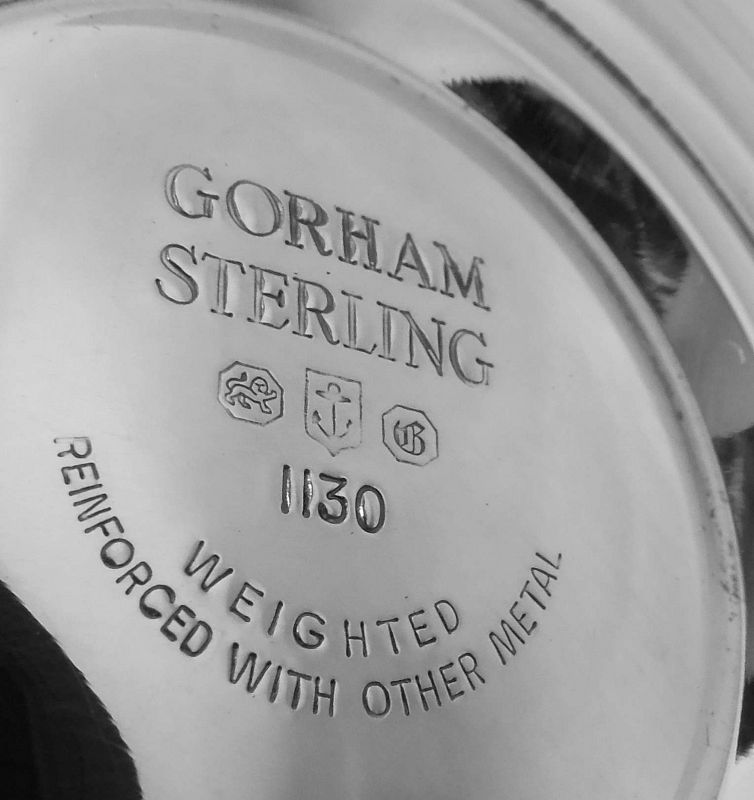 GORHAM
STERLING
G
1130
WEIGHTED
REINFORCED WITH OTHER METAL